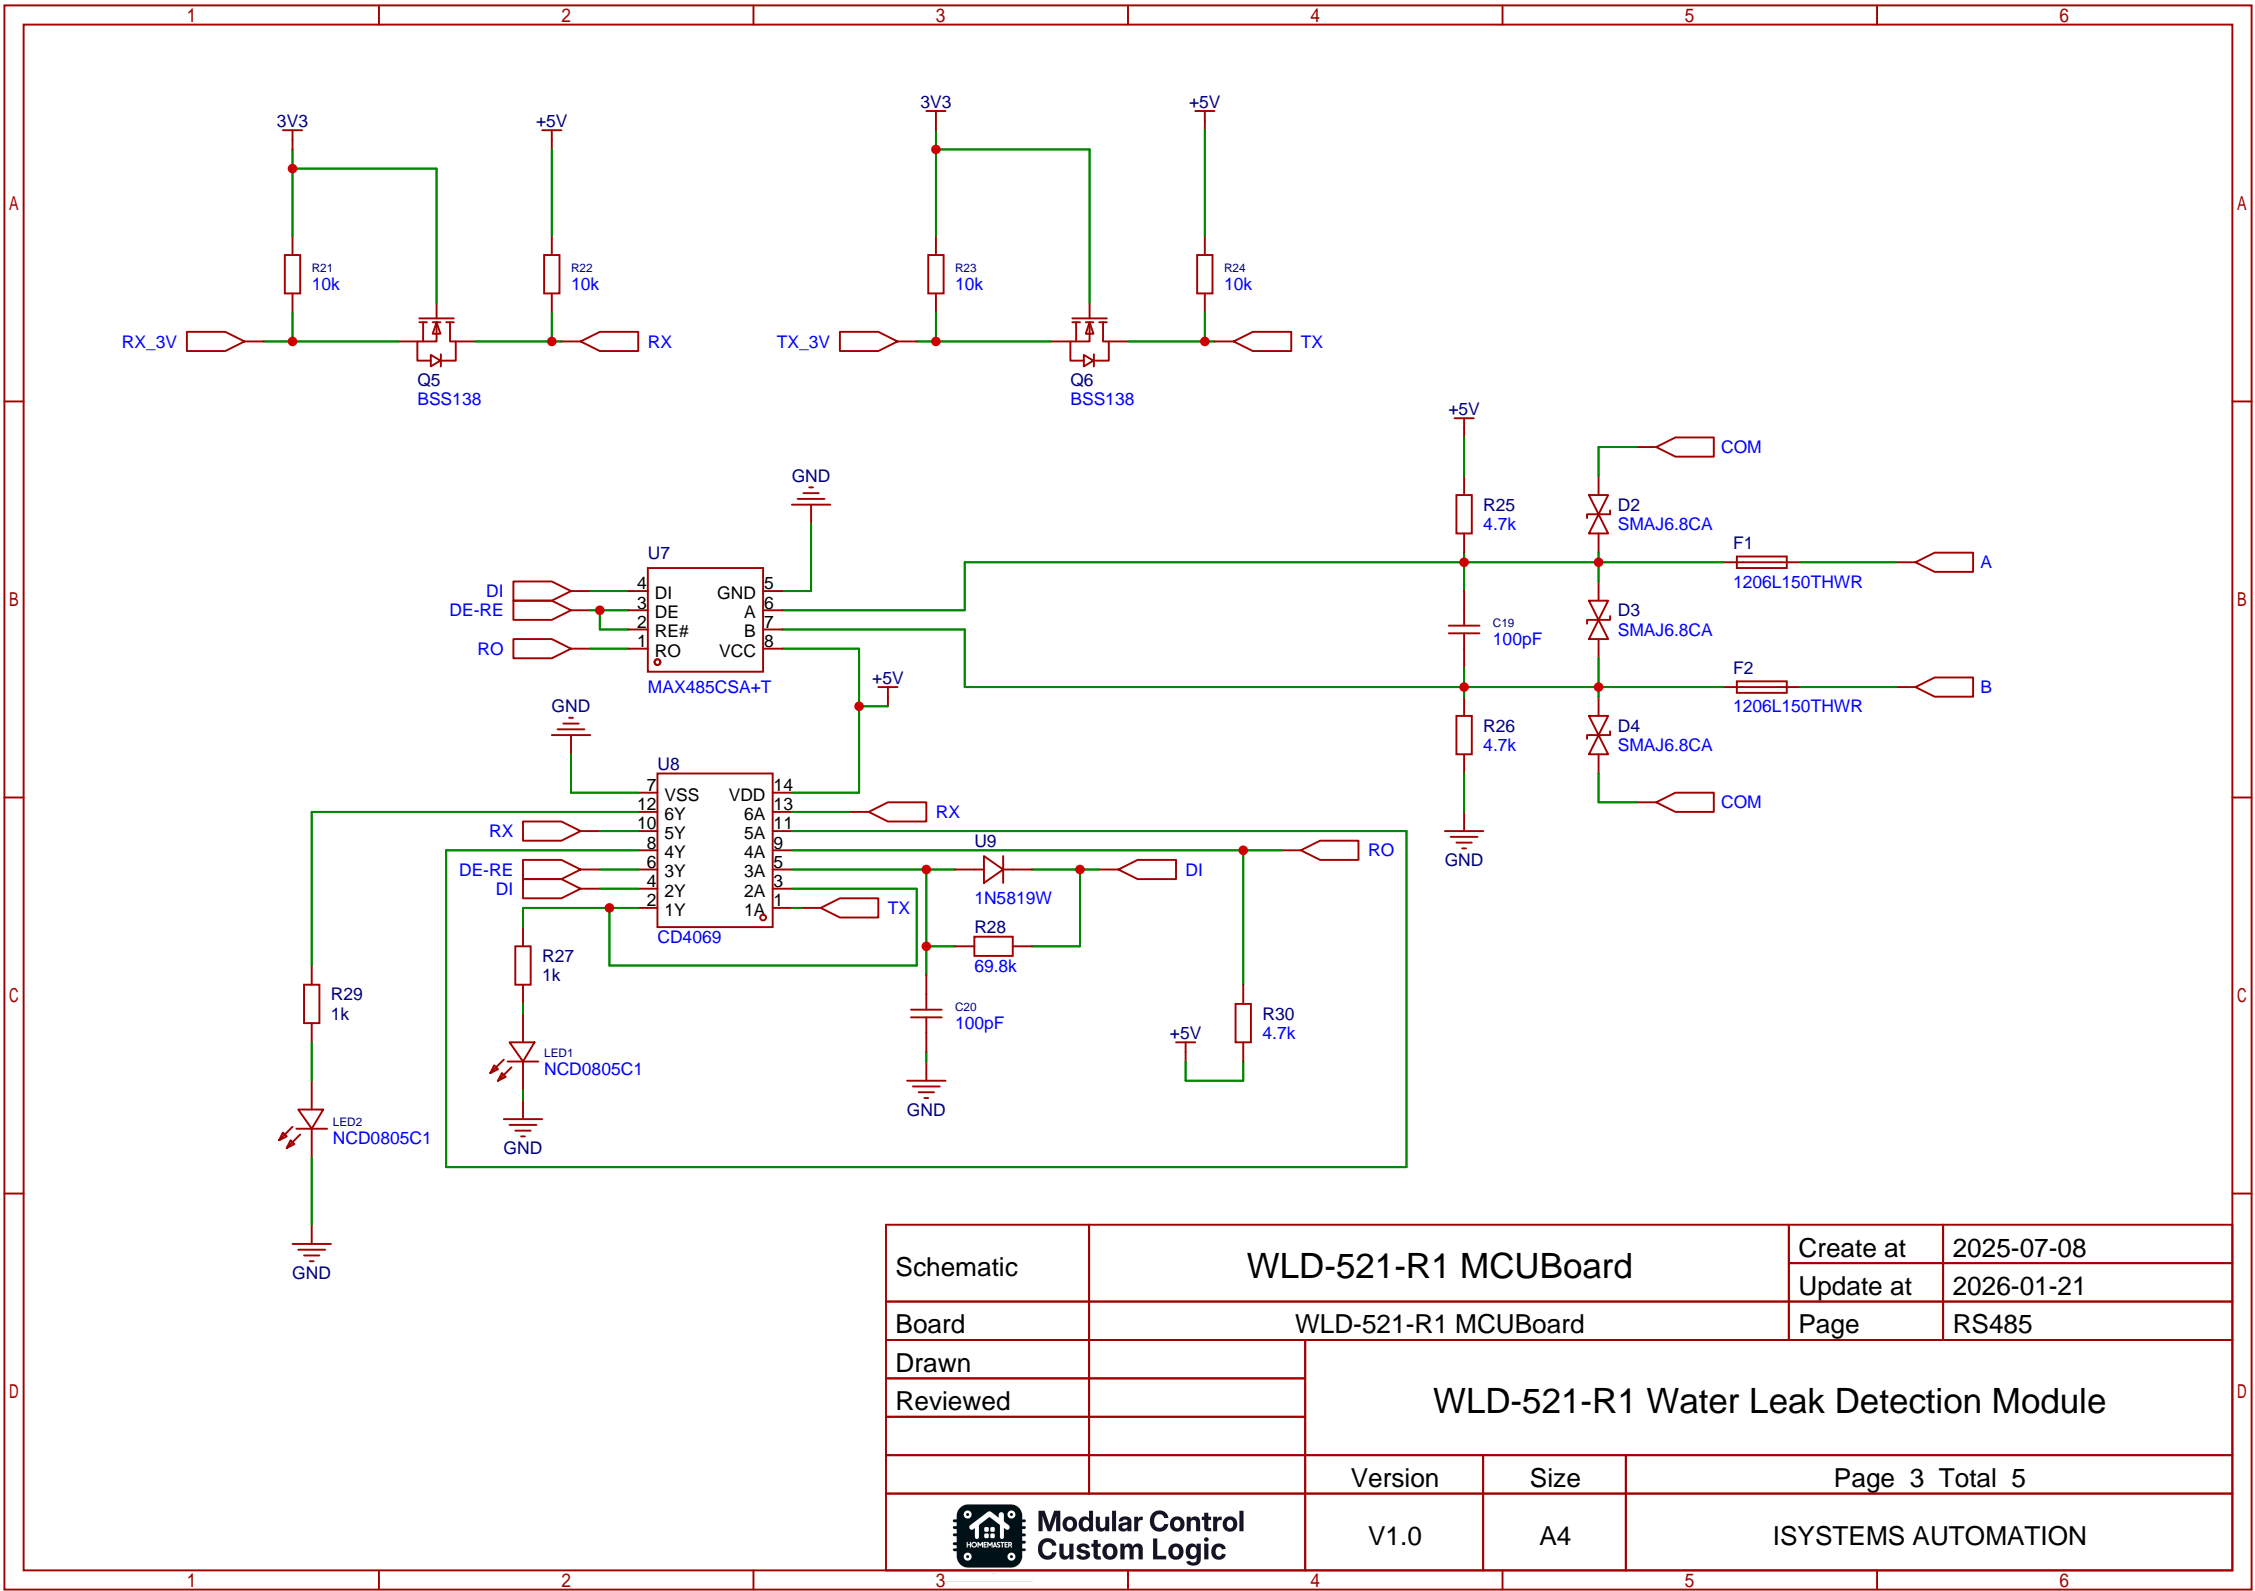 1 2 3 4 5 6
A A
B B
C C
D D
3V3
+5V
R21
10k
R22
10k
RX_3V
RX
Q5
BSS138
3V3
+5V
R23
10k
R24
10k
TX_3V
TX
Q6
BSS138
GND
U7
DI
DE-RE
RO
4 DI
3 DE
2 RE#
1 RO
GND 5
A 6
B 7
VCC 8
MAX485CSA+T
+5V
+5V
R25
4.7k
C19
100pF
R26
4.7k
GND
COM
D2
SMAJ6.8CA
D3
SMAJ6.8CA
D4
SMAJ6.8CA
COM
F1
1206L150THWR
A
F2
1206L150THWR
B
GND
U8
7 VSS
12 6Y
10 5Y
8 4Y
6 3Y
4 2Y
2 1Y
VDD 14
6A 13
5A 11
4A 9
3A 5
2A 3
1A 1
CD4069
RX
DE-RE
DI
RX
TX
U9
1N5819W
DI
RO
R28
69.8k
C20
100pF
GND
R30
4.7k
+5V
R27
1k
LED1
NCD0805C1
GND
R29
1k
LED2
NCD0805C1
GND
Schematic
WLD-521-R1 MCUBoard
Create at 2025-07-08
Update at 2026-01-21
Board
WLD-521-R1 MCUBoard
Page RS485
Drawn
Reviewed
WLD-521-R1 Water Leak Detection Module
Version Size Page 3 Total 5
HOMEMASTER
Modular Control
Custom Logic
V1.0 A4 ISYSTEMS AUTOMATION
1 2 3 4 5 6